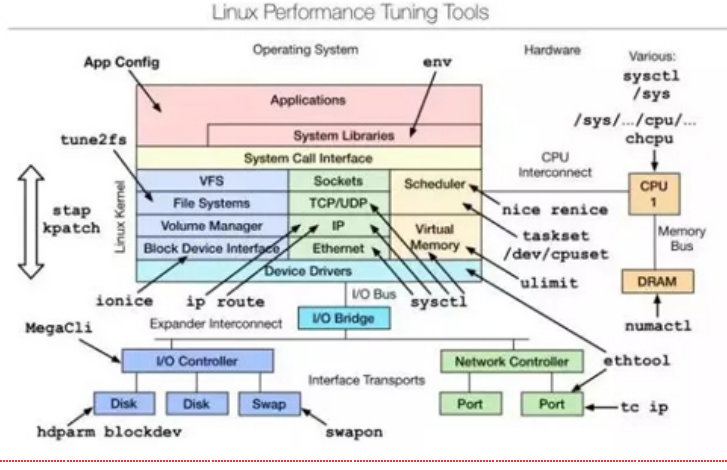 Linux Performance Tuning Tools
Operating System
Hardware
Various:
sysctl
/sys
App Config
env
Applications
/sys/.../cpu/...
chcpu
System Libraries
tune2fs
System Call Interface
CPU
Interconnect
VFS
Sockets
Scheduler
CPU
1
File Systems
TCP/UDP
nice renice
stap
kpatch
Linux Kernel
Volume Manager
IP
Virtual
Memory
taskset
/dev/cpuset
Memory
Bus
Block Device Interface
Ethernet
Device Drivers
ulimit
DRAM
ionice
ip route
I/O Bus
sysctl
numactl
MegaCli
Expander Interconnect
I/O Bridge
I/O Controller
Network Controller
ethtool
Interface Transports
Disk
Disk
Swap
Port
Port
tc ip
hdparm blockdev
swapon